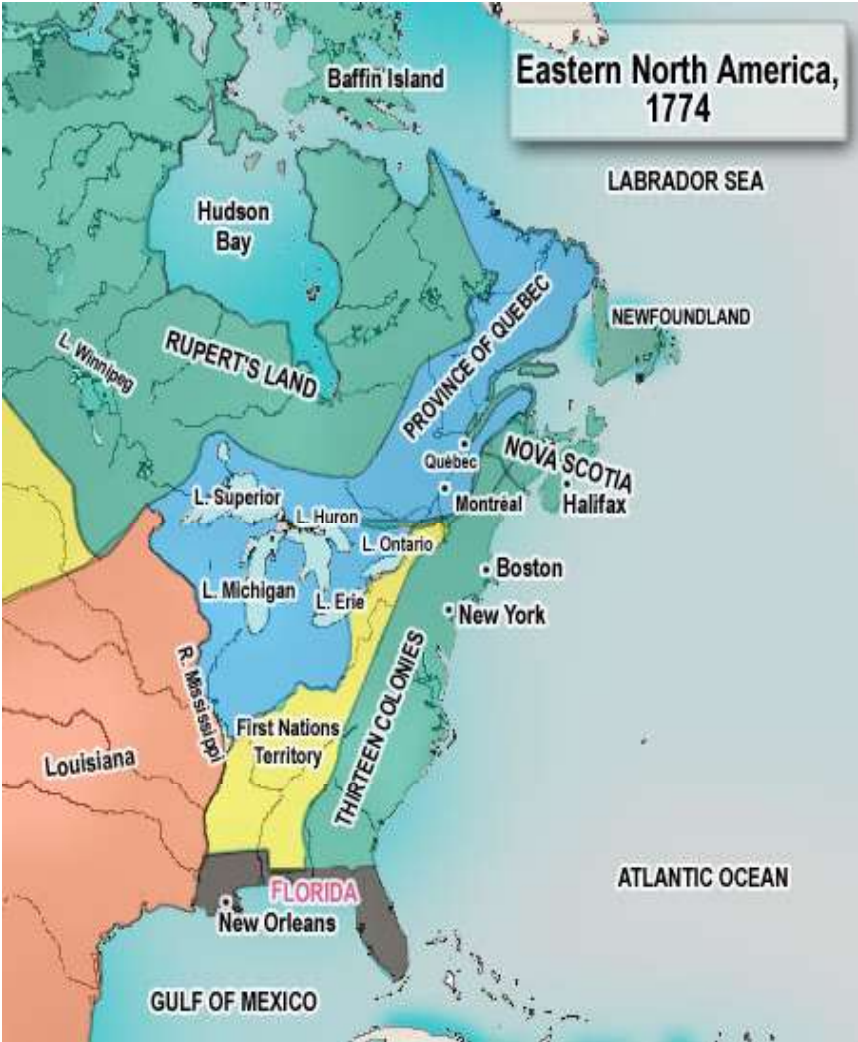 Eastern North America,
1774
Baffin Island
LABRADOR SEA
Hudson
Bay
PROVINCE OF QUEBEC
NEWFOUNDLAND
L. Winnipeg
RUPERT'S LAND
Québec
NOVA SCOTIA
L. Superior
Montréal
Halifax
L. Huron
L. Ontario
Boston
L. Michigan
L. Erie
New York
R. Mississippi
First Nations
Territory
THIRTEEN COLONIES
Louisiana
FLORIDA
ATLANTIC OCEAN
New Orleans
GULF OF MEXICO